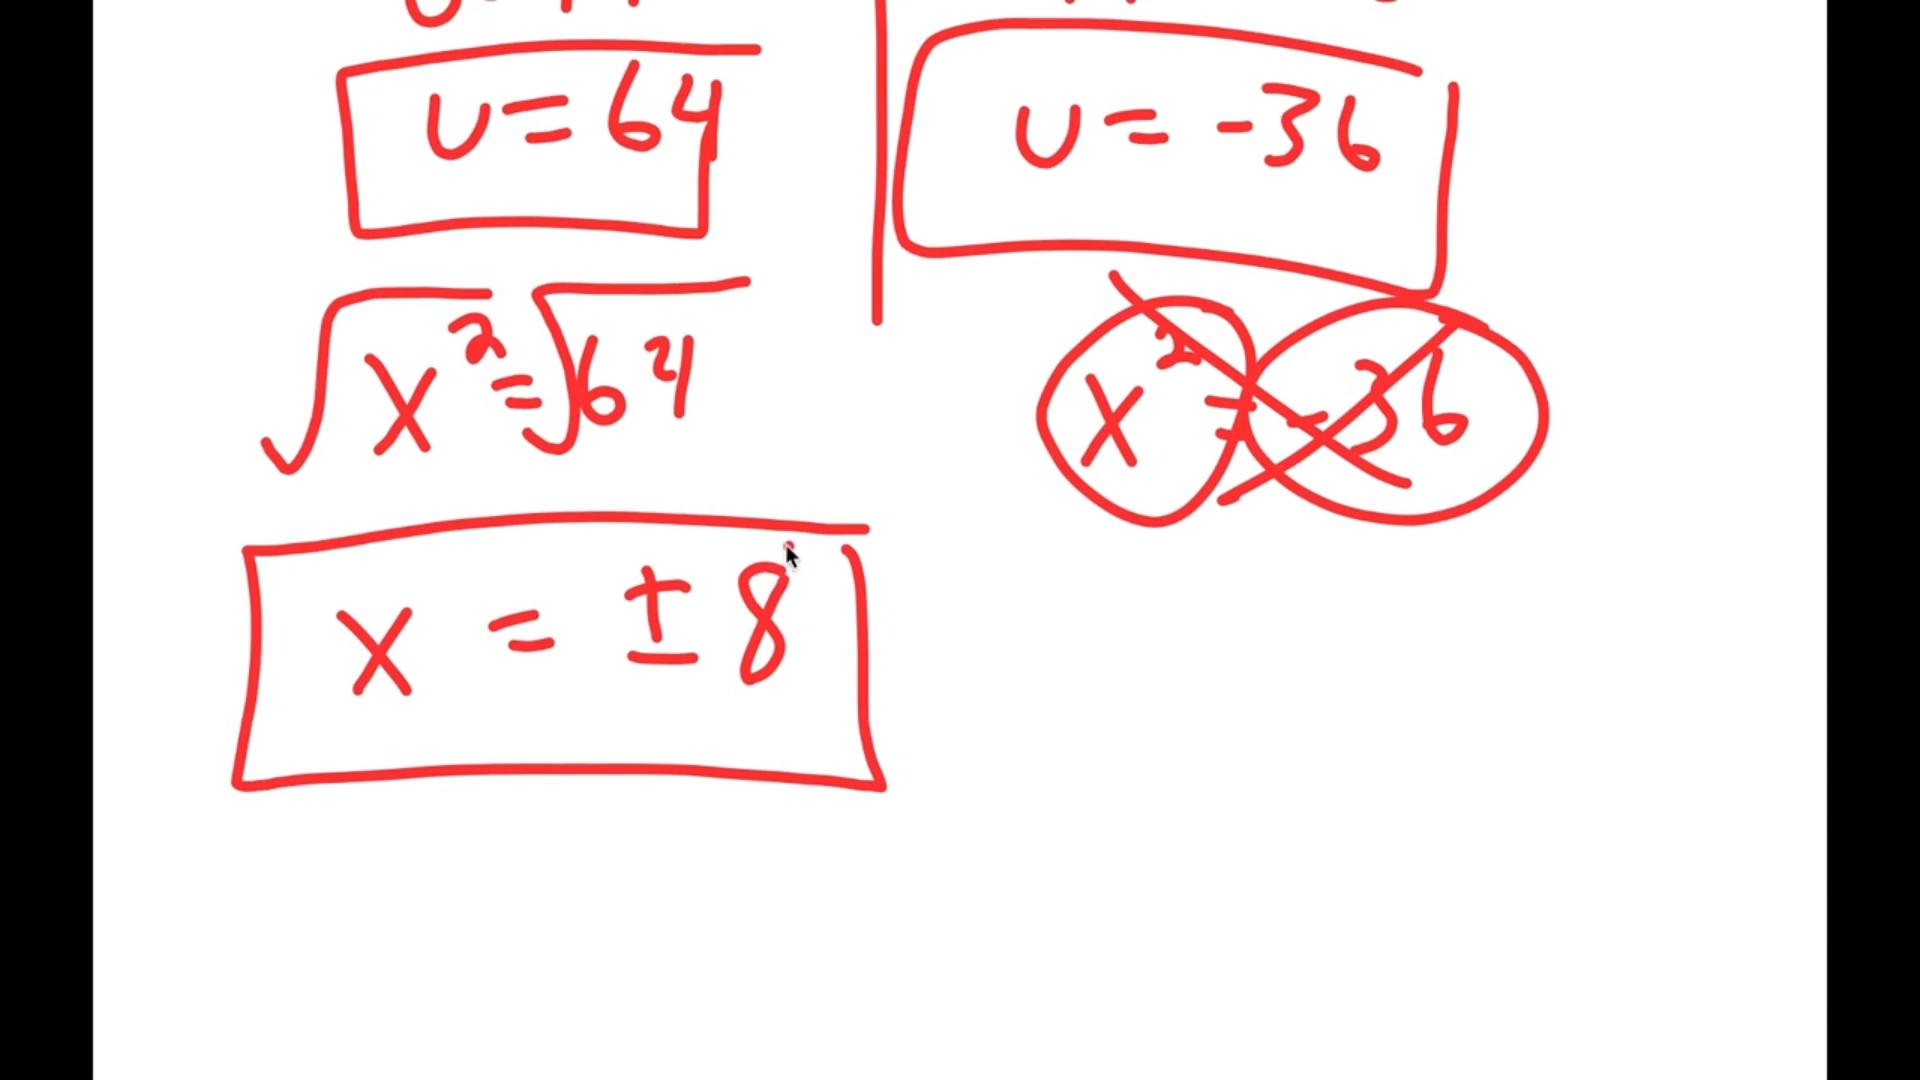 u = 64
u = -36
√x² = √64
x² = -36
x = ± 8